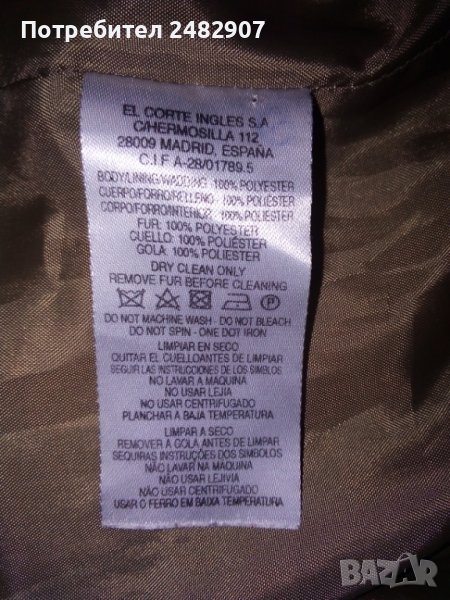 Потребител 2482907
EL CORTE INGLES S.A
C/HERMOSILLA 112
28009 MADRID, ESPAÑA
C.I.F A-28/01789.5
BODY/LINING/WADDING: 100% POLYESTER
CUERPO/FORRO/RELLENO: 100% POLIESTER
CORPO/FORRO/INTERIOR: 100% POLIESTER
FUR: 100% POLYESTER
CUELLO: 100% POLIÉSTER
GOLA: 100% POLIÉSTER
DRY CLEAN ONLY
REMOVE FUR BEFORE CLEANING
P
DO NOT MACHINE WASH - DO NOT BLEACH
DO NOT SPIN - ONE DOT IRON
LIMPIAR EN SECO
QUITAR EL CUELLOANTES DE LIMPIAR
SEGUIR LAS INSTRUCCIONES DE LOS SIMBLOS
NO LAVAR A MAQUINA
NO USAR LEJIA
NO USAR CENTRIFUGADO
PLANCHAR A BAJA TEMPERATURA
LIMPAR A SECO
REMOVER A GOLA ANTES DE LIMPAR
SEQUIRAS INSTRUÇÕES DOS SIMBOLOS
NÃO LAVAR NA MAQUINA
NÃO USAR LEJIVIA
NÃO USAR CENTRIFUGADO
USAR O FERRO EM BAIXA TEMPERATURA
BAZAR